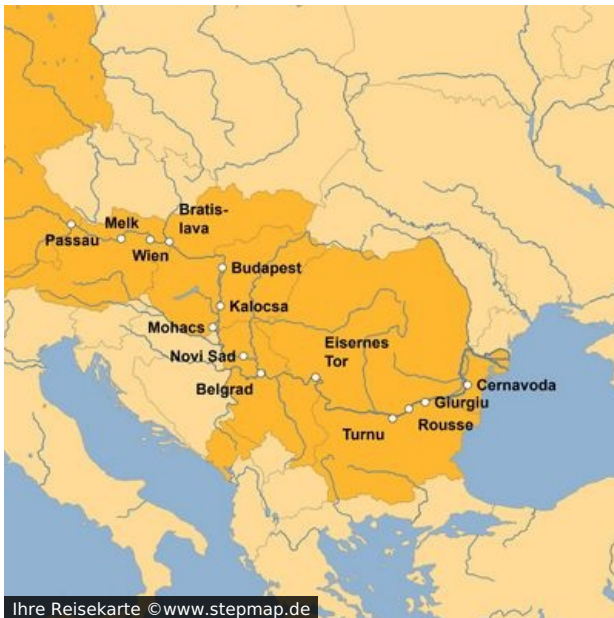 Bratis-
lava
Melk
Passau
Wien
Budapest
Kalocsa
Mohacs
Novi Sad
Eisernes
Tor
Belgrad
Cernavoda
Giurgiu
Rousse
Turnu
Ihre Reisekarte ©www.stepmap.de